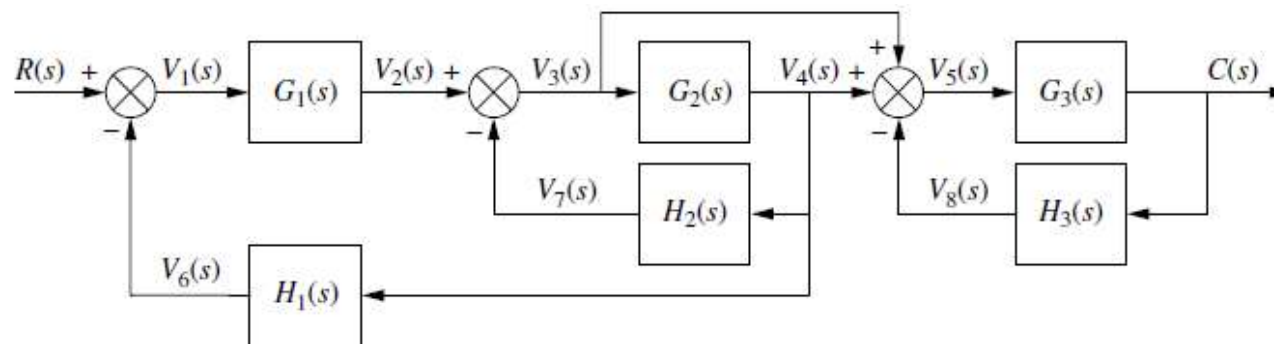 +
R(s) + V₁(s) G₁(s) V₂(s) + V₃(s) G₂(s) V₄(s) + V₅(s) G₃(s) C(s)
− − −
V₇(s) H₂(s) V₈(s) H₃(s)
V₆(s) H₁(s)